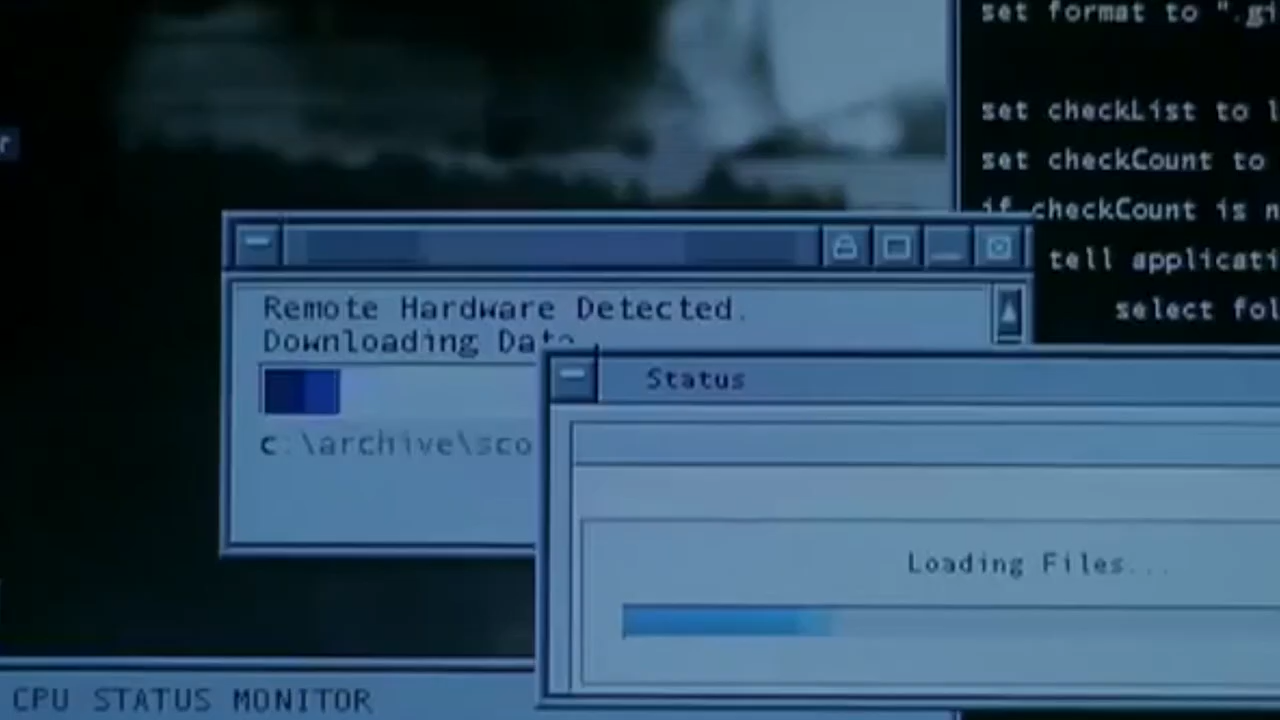 set format to ".gi
set checkList to l
set checkCount to
if checkCount is n
tell applicati
select fol
r
Remote Hardware Detected.
Downloading Data
c:\archive\sco
Status
Loading Files...
CPU STATUS MONITOR